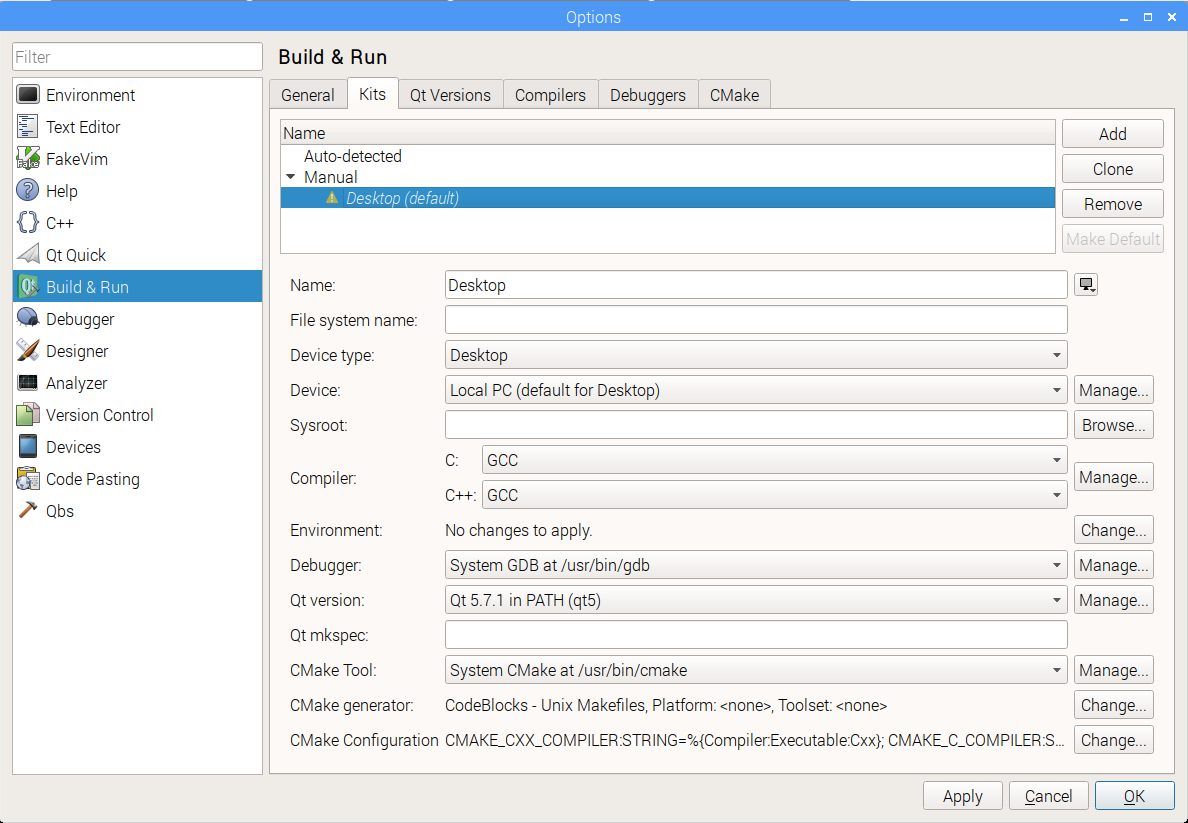 Options
Filter
Environment
Text Editor
FakeVim
Help
C++
Qt Quick
Build & Run
Debugger
Designer
Analyzer
Version Control
Devices
Code Pasting
Qbs
Build & Run
General Kits Qt Versions Compilers Debuggers CMake
Name
Auto-detected
Manual
Desktop (default)
Add
Clone
Remove
Make Default
Name: Desktop
File system name:
Device type: Desktop
Device: Local PC (default for Desktop) Manage...
Sysroot: Browse...
Compiler: C: GCC
C++: GCC
Manage...
Environment: No changes to apply. Change...
Debugger: System GDB at /usr/bin/gdb Manage...
Qt version: Qt 5.7.1 in PATH (qt5) Manage...
Qt mkspec:
CMake Tool: System CMake at /usr/bin/cmake Manage...
CMake generator: CodeBlocks - Unix Makefiles, Platform: <none>, Toolset: <none> Change...
CMake Configuration CMAKE_CXX_COMPILER:STRING=%{Compiler:Executable:Cxx}; CMAKE_C_COMPILER:S... Change...
Apply Cancel OK